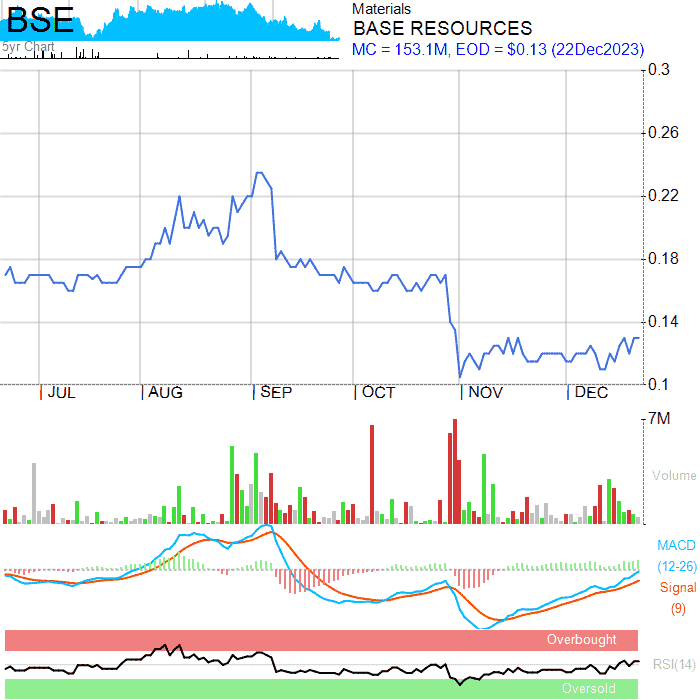 BSE
5yr Chart
Materials
BASE RESOURCES
MC = 153.1M, EOD = $0.13 (22Dec2023)
0.3
0.26
0.22
0.18
0.14
0.1
JUL AUG SEP OCT NOV DEC
7M
Volume
MACD
(12-26)
Signal
(9)
Overbought
RSI(14)
Oversold